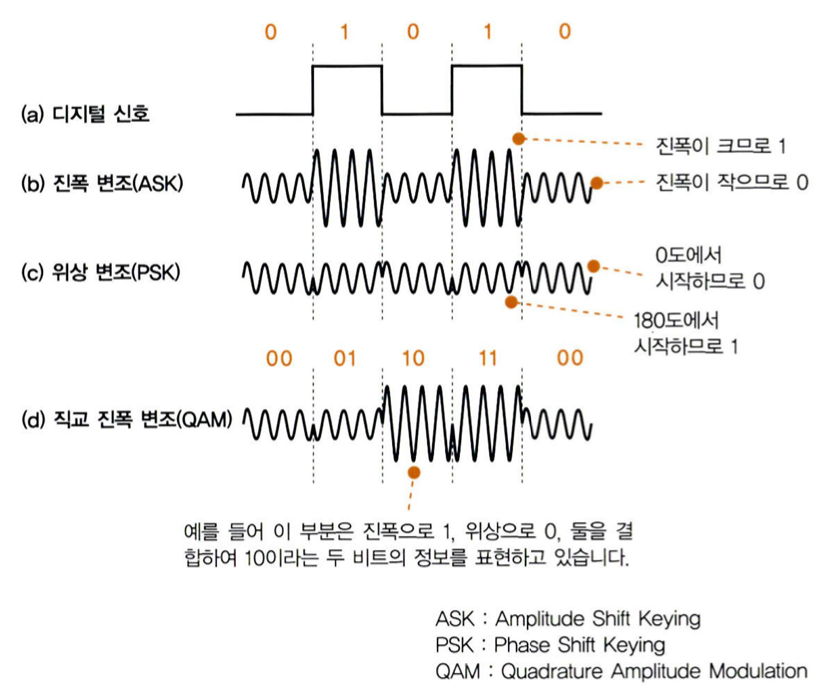 0 1 0 1 0
(a) 디지털 신호
진폭이 크므로 1
(b) 진폭 변조(ASK)
진폭이 작으므로 0
(c) 위상 변조(PSK)
0도에서
시작하므로 0
180도에서
시작하므로 1
00 01 10 11 00
(d) 직교 진폭 변조(QAM)
예를 들어 이 부분은 진폭으로 1, 위상으로 0, 둘을 결
합하여 10이라는 두 비트의 정보를 표현하고 있습니다.
ASK : Amplitude Shift Keying
PSK : Phase Shift Keying
QAM : Quadrature Amplitude Modulation